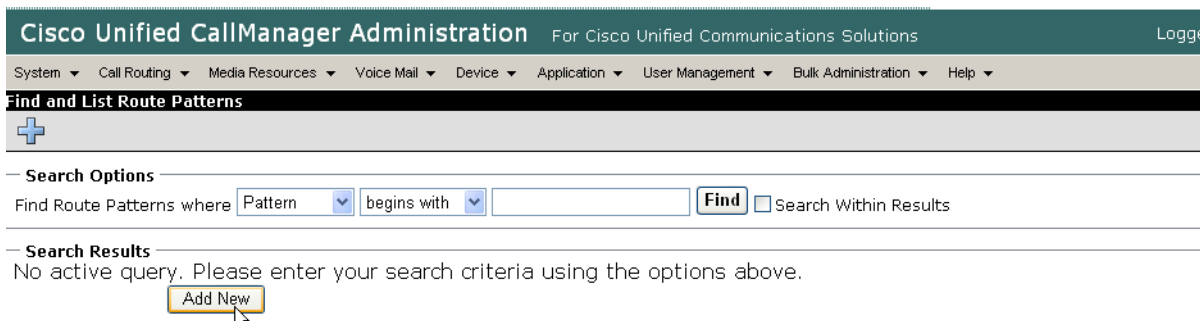 Cisco Unified CallManager Administration For Cisco Unified Communications Solutions Logge
System Call Routing Media Resources Voice Mail Device Application User Management Bulk Administration Help
Find and List Route Patterns
Search Options
Find Route Patterns where Pattern begins with Find Search Within Results
Search Results
No active query. Please enter your search criteria using the options above.
Add New